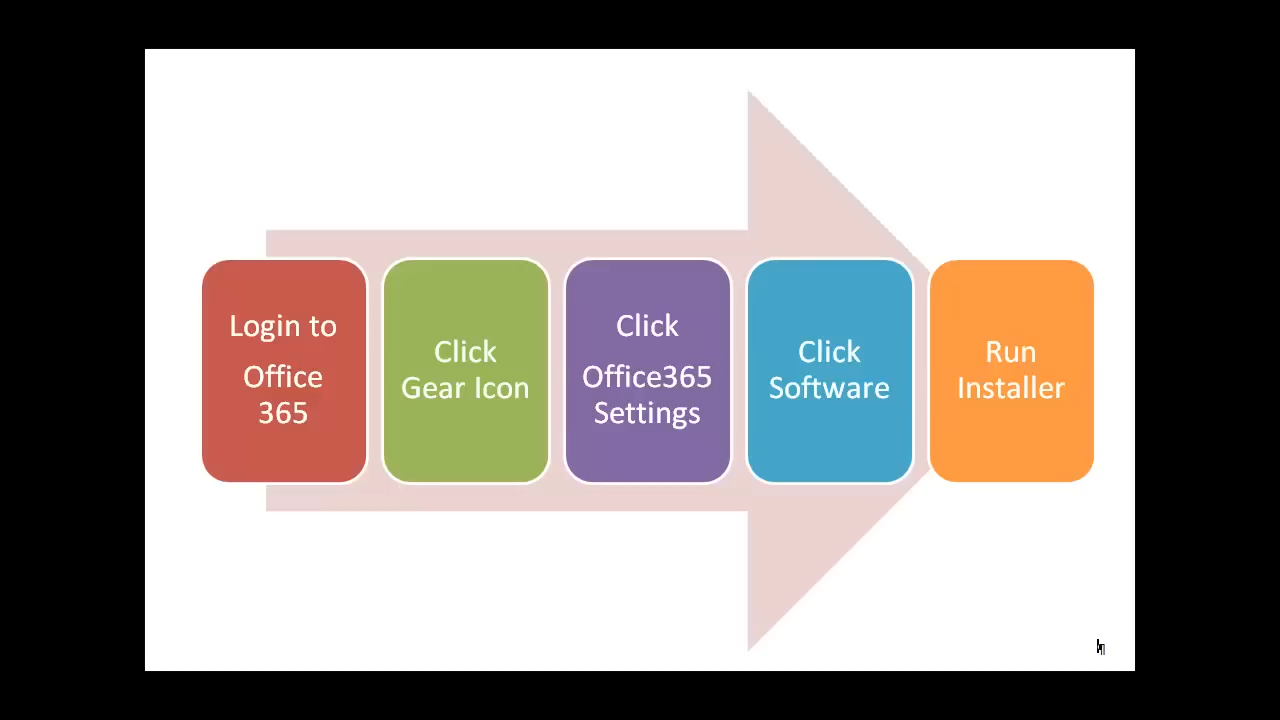 Login to
Office
365
Click
Gear Icon
Click
Office365
Settings
Click
Software
Run
Installer